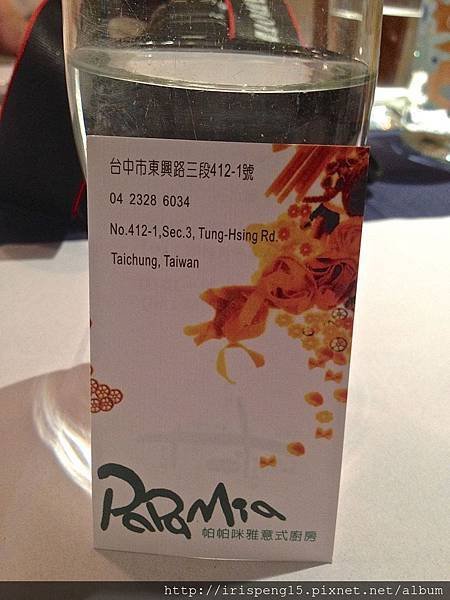 台中市東興路三段412-1號
04 2328 6034
No.412-1,Sec.3, Tung-Hsing Rd.
Taichung, Taiwan
PaPa Mia
帕帕咪雅意式廚房
http://irispeng15.pixnet.net/album